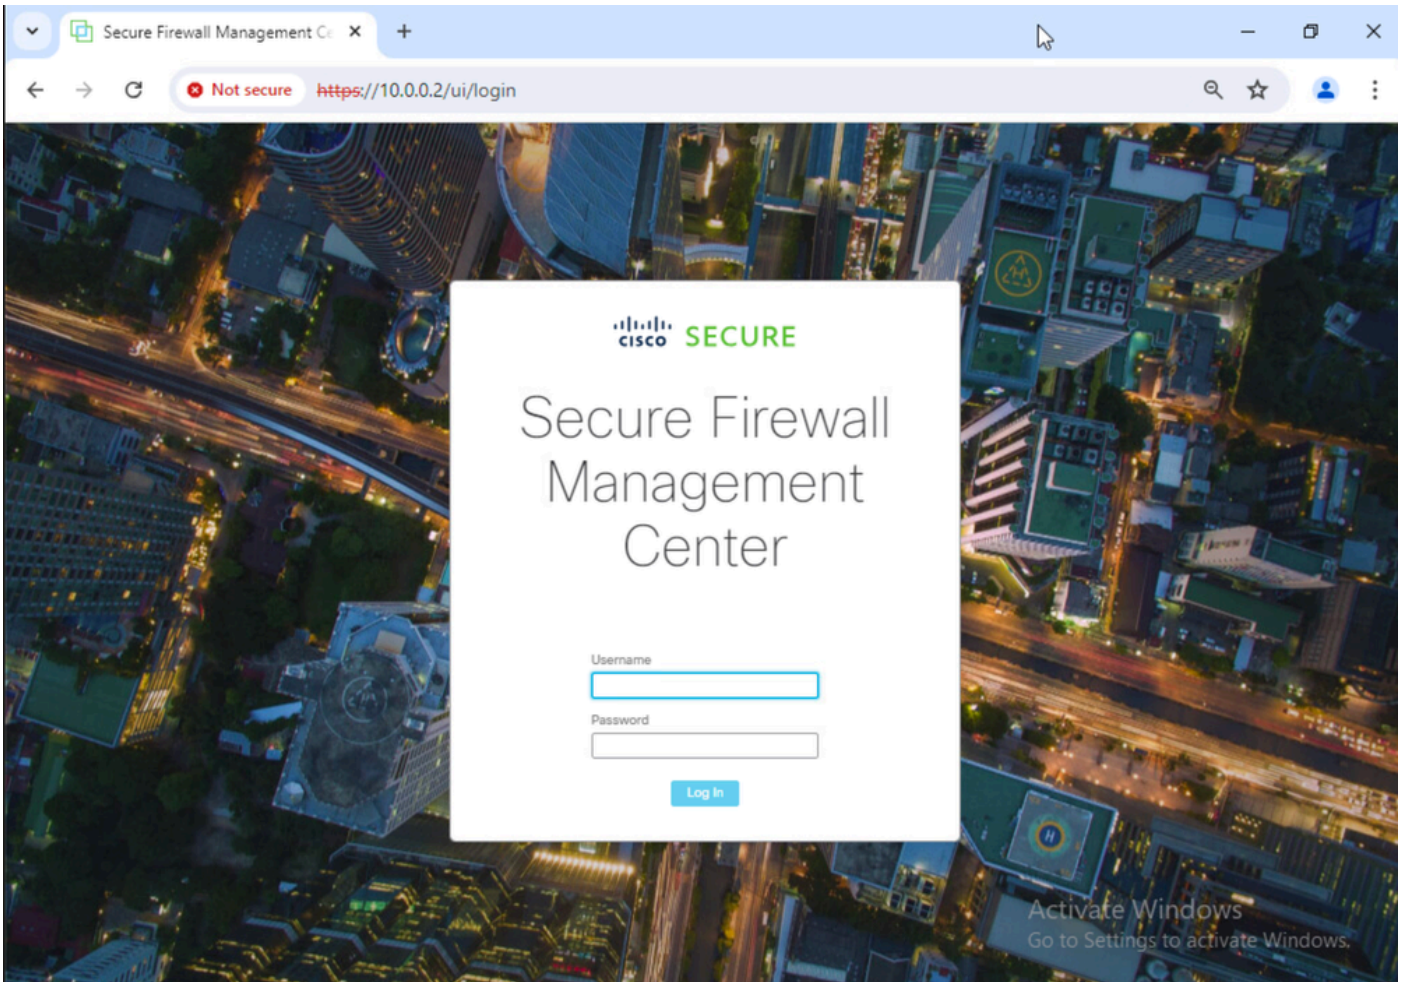 Secure Firewall Management Ce
Not secure
https://10.0.0.2/ui/login
cisco SECURE
Secure Firewall
Management
Center
Username
Password
Log In
Activate Windows
Go to Settings to activate Windows.